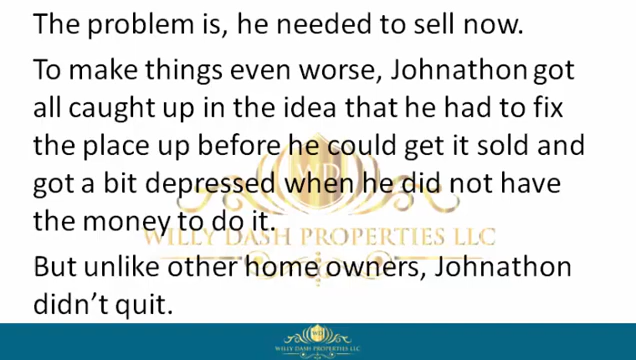 The problem is, he needed to sell now.
To make things even worse, Johnathon got
all caught up in the idea that he had to fix
the place up before he could get it sold and
got a bit depressed when he did not have
the money to do it.
WILLY DASH PROPERTIES LLC
But unlike other home owners, Johnathon
didn’t quit.
WILLY DASH PROPERTIES LLC